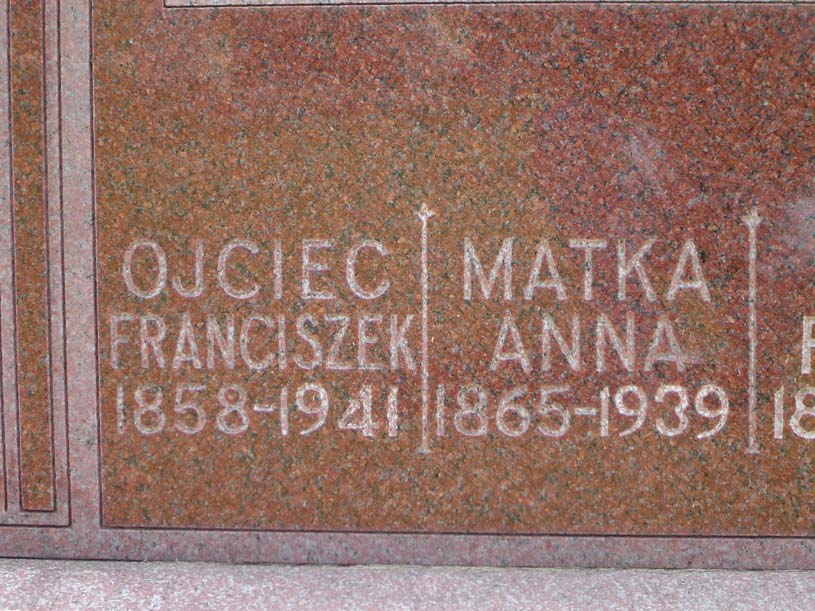 OJCIEC
FRANCISZEK
1858-1941
MATKA
ANNA
1865-1939